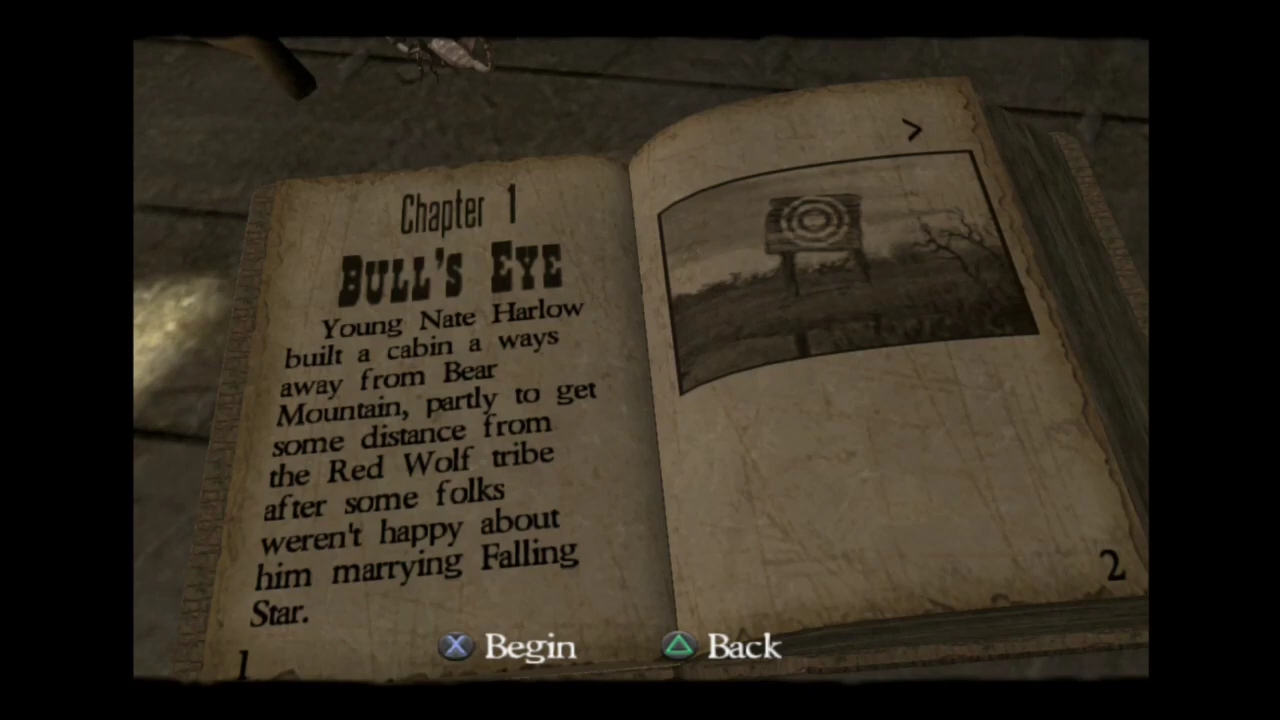 Chapter 1
BULL'S EYE
Young Nate Harlow
built a cabin a ways
away from Bear
Mountain, partly to get
some distance from
the Red Wolf tribe
after some folks
weren't happy about
him marrying Falling
Star.
1
>
2
X Begin
Back